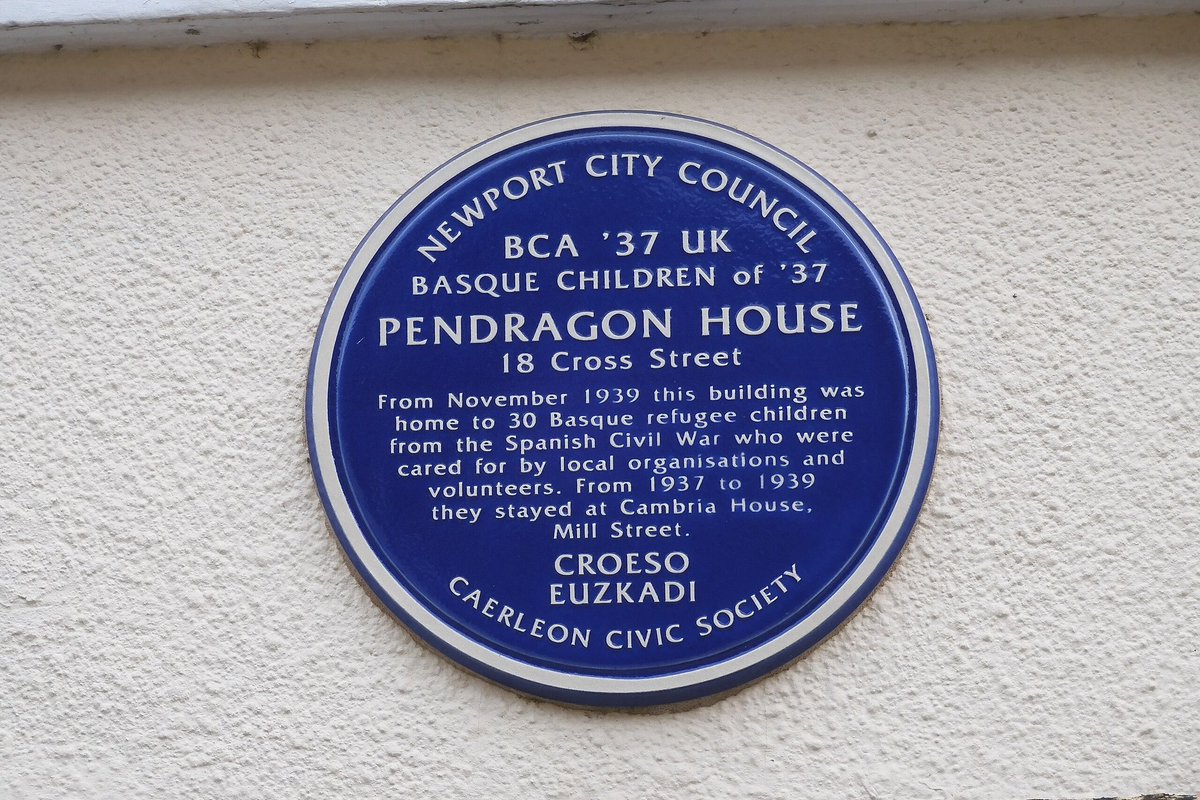 NEWPORT CITY COUNCIL
BCA '37 UK
BASQUE CHILDREN of '37
PENDRAGON HOUSE
18 Cross Street
From November 1939 this building was
home to 30 Basque refugee children
from the Spanish Civil War who were
cared for by local organisations and
volunteers. From 1937 to 1939
they stayed at Cambria House,
Mill Street.
CROESO
EUZKADI
CAERLEON CIVIC SOCIETY